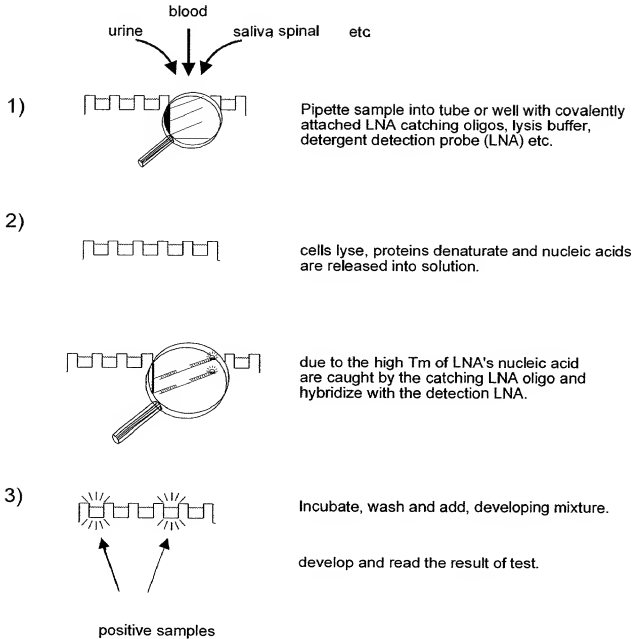 blood
urine
saliva spinal etc
1)
Pipette sample into tube or well with covalently
attached LNA catching oligos, lysis buffer,
detergent detection probe (LNA) etc.
2)
cells lyse, proteins denaturate and nucleic acids
are released into solution.
due to the high Tm of LNA's nucleic acid
are caught by the catching LNA oligo and
hybridize with the detection LNA.
3)
Incubate, wash and add, developing mixture.
develop and read the result of test.
positive samples